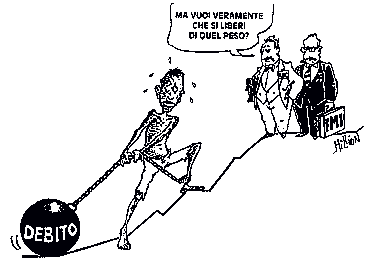 MA VUOI VERAMENTE
CHE SI LIBERI
DI QUEL PESO?
FMI
DEBITO